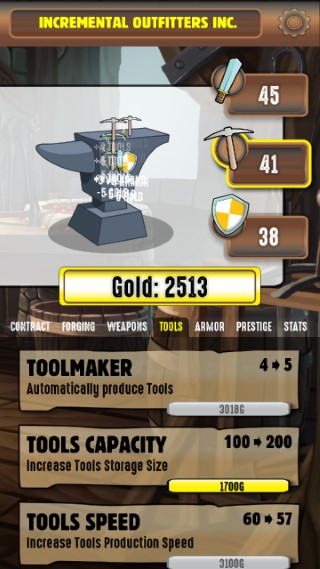 INCREMENTAL OUTFITTERS INC.
45
41
38
Gold: 2513
CONTRACT FORGING WEAPONS TOOLS ARMOR PRESTIGE STATS
TOOLMAKER 4 → 5
Automatically produce Tools
3018G
TOOLS CAPACITY 100 → 200
Increase Tools Storage Size
1700G
TOOLS SPEED 60 → 57
Increase Tools Production Speed
3100G